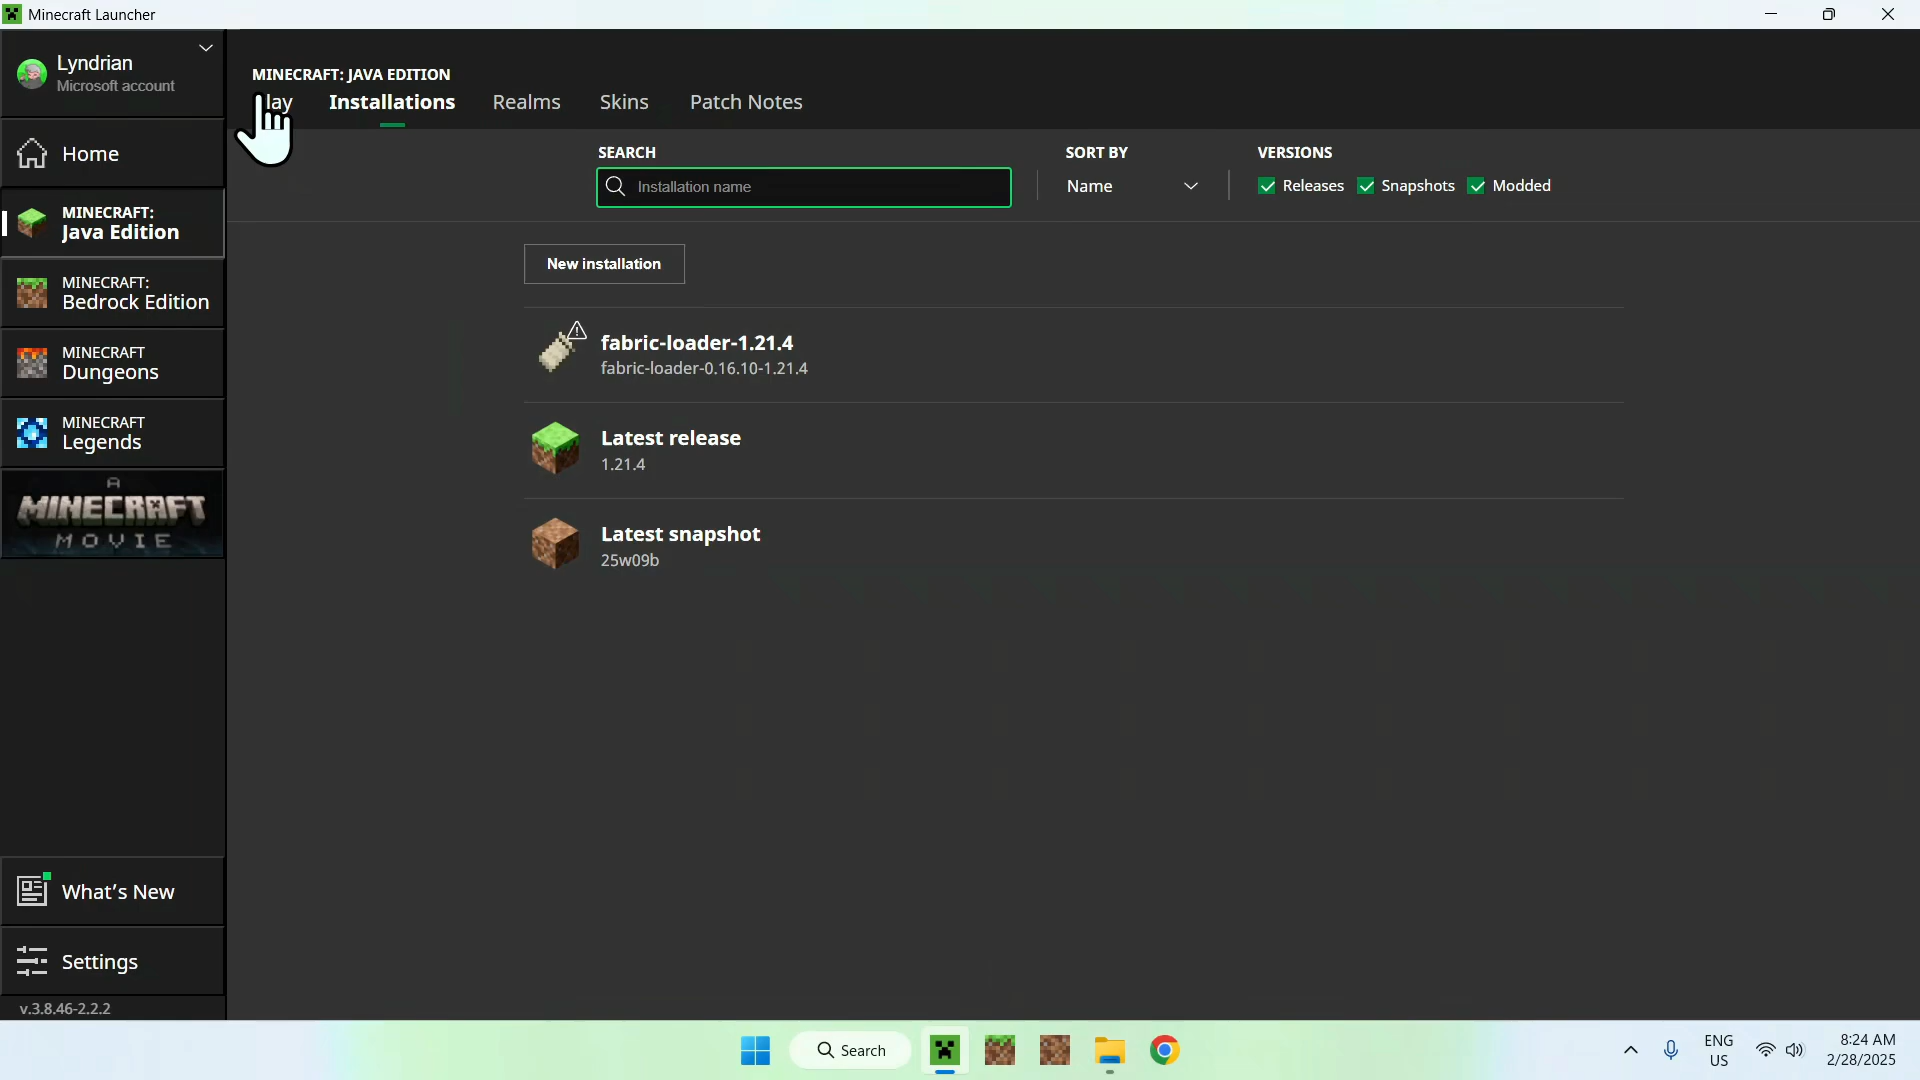 Minecraft Launcher
Lyndrian
Microsoft account
MINECRAFT: JAVA EDITION
lay
Installations
Realms
Skins
Patch Notes
Home
MINECRAFT:
Java Edition
MINECRAFT:
Bedrock Edition
MINECRAFT
Dungeons
MINECRAFT
Legends
A
MINECRAFT
MOVIE
What's New
Settings
v.3.8.46-2.2.2
SEARCH
Installation name
SORT BY
Name
VERSIONS
Releases
Snapshots
Modded
New installation
fabric-loader-1.21.4
fabric-loader-0.16.10-1.21.4
Latest release
1.21.4
Latest snapshot
25w09b
Search
ENG
US
8:24 AM
2/28/2025